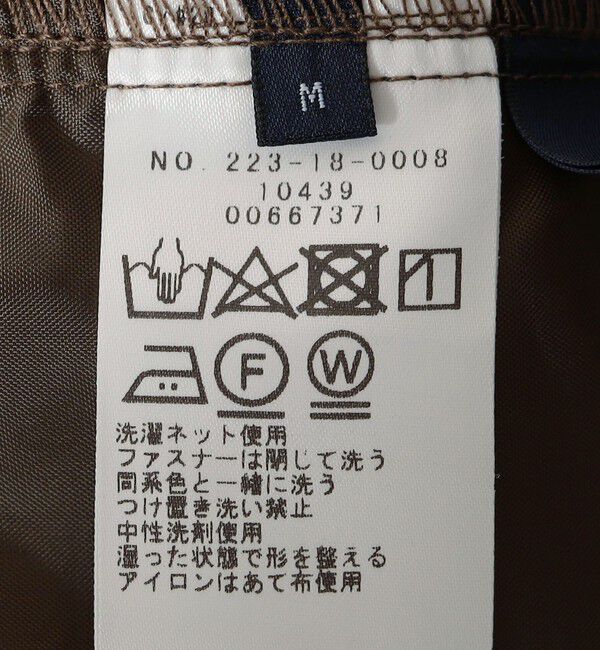 M
NO. 223-18-0008
10439
00667371
F W
洗濯ネット使用
ファスナーは閉じて洗う
同系色と一緒に洗う
つけ置き洗い禁止
中性洗剤使用
湿った状態で形を整える
アイロンはあて布使用